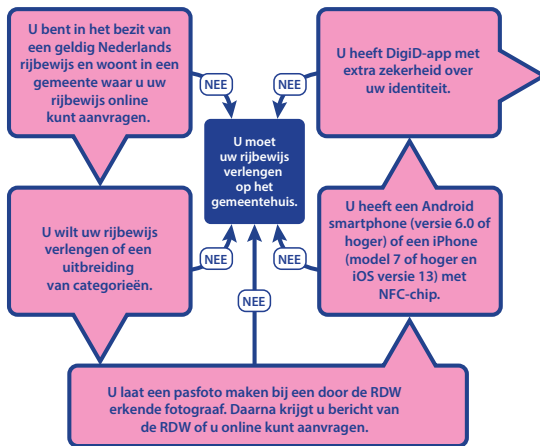 U bent in het bezit van
een geldig Nederlands
rijbewijs en woont in een
gemeente waar u uw
rijbewijs online
kunt aanvragen.
NEE
U wilt uw rijbewijs
verlengen of een
uitbreiding
van categorieën.
NEE
U laat een pasfoto maken bij een door de RDW
erkende fotograaf. Daarna krijgt u bericht van
de RDW of u online kunt aanvragen.
NEE
U heeft een Android
smartphone (versie 6.0 of
hoger) of een iPhone
(model 7 of hoger en
iOS versie 13) met
NFC-chip.
NEE
U heeft DigiD-app met
extra zekerheid over
uw identiteit.
NEE
U moet
uw rijbewijs
verlengen
op het
gemeentehuis.